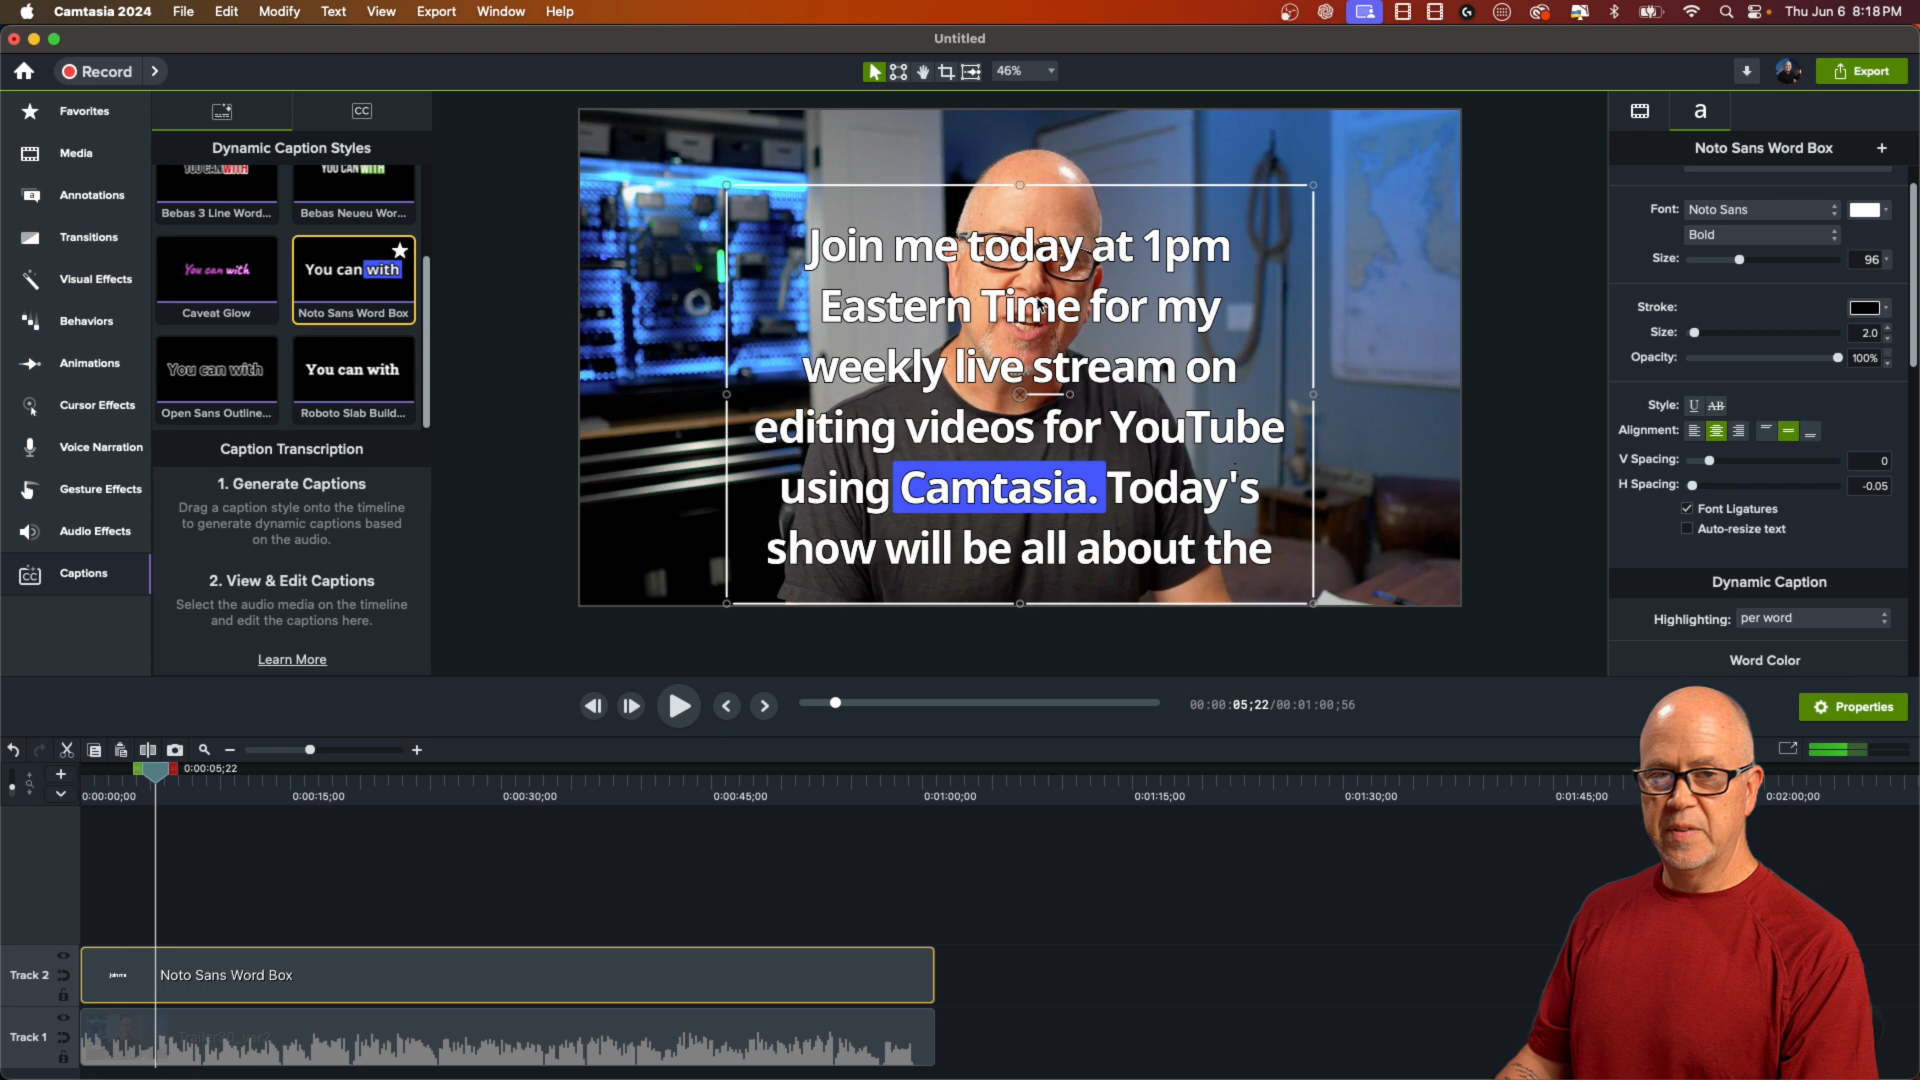 Camtasia 2024 File Edit Modify Text View Export Window Help Thu Jun 6 8:18 PM
Untitled
Record 46% Export
Favorites
Media
Annotations
Transitions
Visual Effects
Behaviors
Animations
Cursor Effects
Voice Narration
Gesture Effects
Audio Effects
Captions
CC
Dynamic Caption Styles
YOU CAN WITH YOU CAN WITH
Bebas 3 Line Word... Bebas Neueu Wor...
You can with You can with
Caveat Glow Noto Sans Word Box
You can with You can with
Open Sans Outline... Roboto Slab Build...
Caption Transcription
1. Generate Captions
Drag a caption style onto the timeline
to generate dynamic captions based
on the audio.
2. View & Edit Captions
Select the audio media on the timeline
and edit the captions here.
Learn More
Join me today at 1pm
Eastern Time for my
weekly live stream on
editing videos for YouTube
using Camtasia. Today's
show will be all about the
a
Noto Sans Word Box +
Font: Noto Sans
Bold
Size: 96
Stroke:
Size: 2.0
Opacity: 100%
Style: U AB
Alignment:
V Spacing: 0
H Spacing: -0.05
Font Ligatures
Auto-resize text
Dynamic Caption
Highlighting: per word
Word Color
00:00:05;22/00:01:00;56
Properties
0:00:05;22
0:00:00;00 0:00:15;00 0:00:30;00 0:00:45;00 0:01:00;00 0:01:15;00 0:01:30;00 0:01:45;00 0:02:00;00
Track 2 Noto Sans Word Box
Track 1